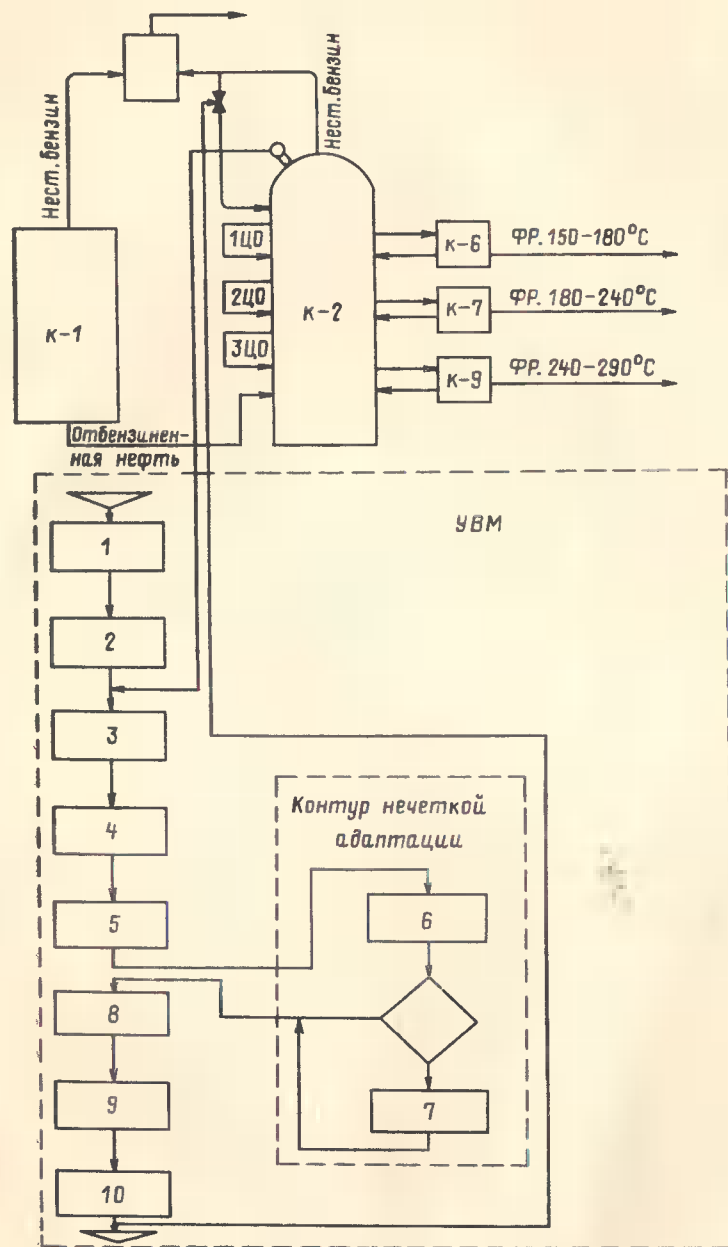 Нест. бензин
Нест. бензин
к-1
Отбензинен-
ная нефть
1ЦО
2ЦО
3ЦО
к-2
к-6
ФР. 150-180°С
к-7
ФР. 180-240°С
к-9
ФР. 240-290°С
УВМ
1
2
3
4
5
Контур нечеткой
адаптации
6
7
8
9
10